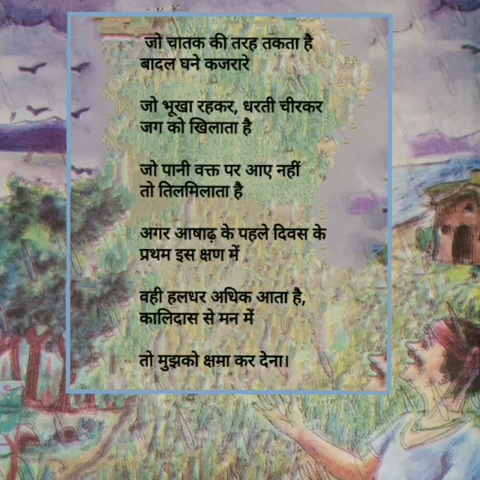 जो चातक की तरह तकता है
बादल घने कजरारे
जो भूखा रहकर, धरती चीरकर
जग को खिलाता है
जो पानी वक्त पर आए नहीं
तो तिलमिलाता है
अगर आषाढ़ के पहले दिवस के
प्रथम इस क्षण में
वही हलधर अधिक आता है,
कालिदास से मन में
तो मुझको क्षमा कर देना।